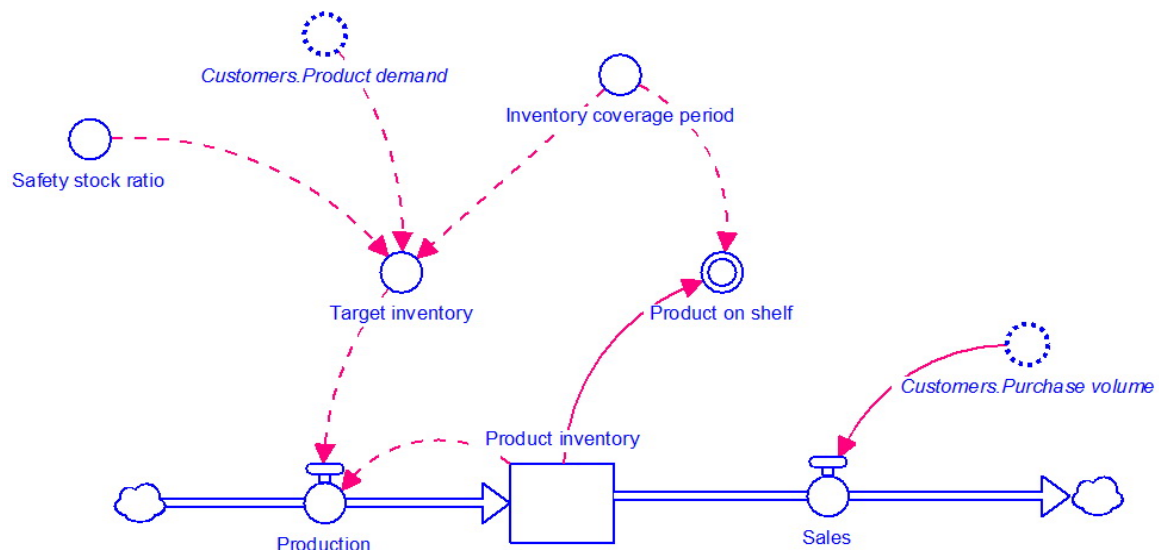 Customers.Product demand
Inventory coverage period
Safety stock ratio
Target inventory
Product on shelf
Customers.Purchase volume
Product inventory
Production
Sales